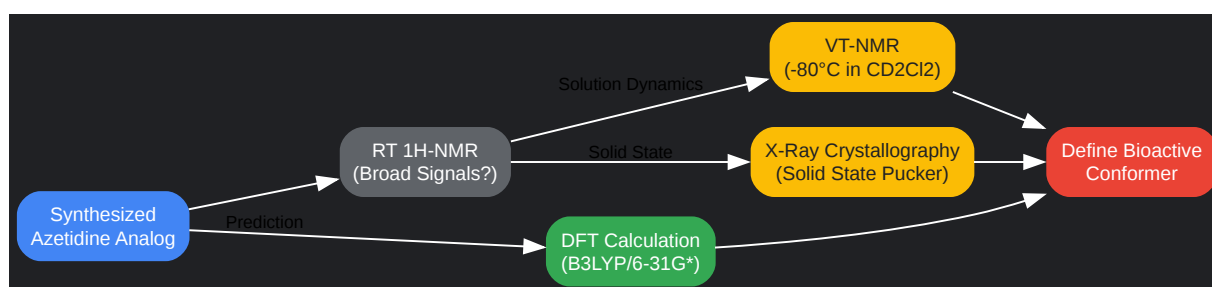 Synthesized
Azetidine Analog
Prediction
RT 1H-NMR
(Broad Signals?)
Solution Dynamics
Solid State
VT-NMR
(-80°C in CD2Cl2)
X-Ray Crystallography
(Solid State Pucker)
DFT Calculation
(B3LYP/6-31G*)
Define Bioactive
Conformer